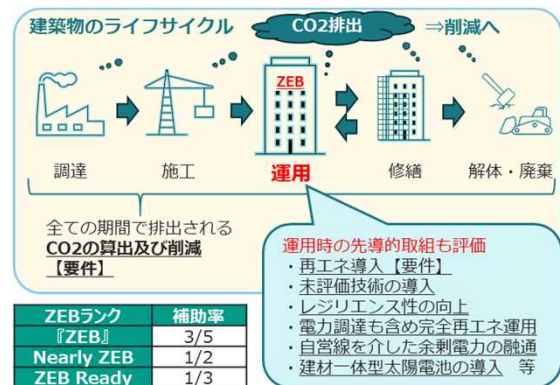 建築物のライフサイクル
CO2排出
⇒削減へ
ZEB
調達
施工
運用
修繕
解体・廃棄
全ての期間で排出される
CO2の算出及び削減
【要件】
運用時の先導的取組も評価
・再エネ導入【要件】
・未評価技術の導入
・レジリエンス性の向上
・電力調達も含め完全再エネ運用
・自営線を介した余剰電力の融通
・建材一体型太陽電池の導入 等
ZEBランク 補助率
『ZEB』 3/5
Nearly ZEB 1/2
ZEB Ready 1/3